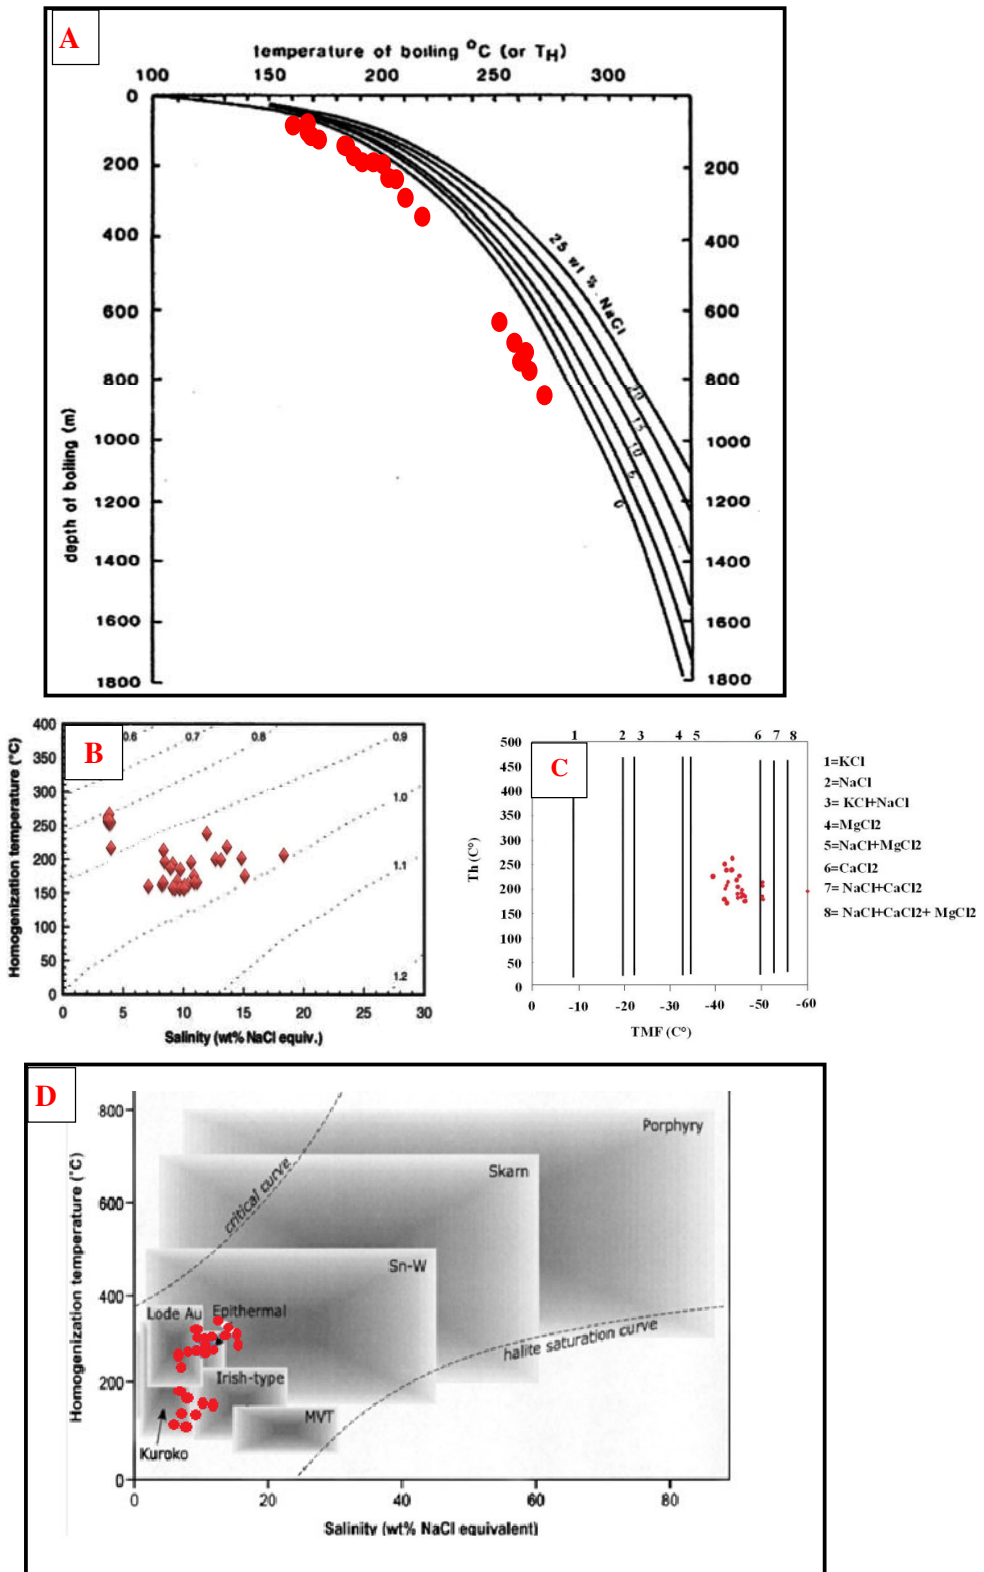 A
temperature of boiling °C (or TH)
100 150 200 250 300
0
200 200
400 400
600 600
800 800
1000 1000
1200 1200
1400 1400
1600 1600
1800 1800
depth of boiling (m)
25 wt %. NaCl
20
15
10
5
0
B
400
350
300
250
200
150
100
50
0
0.6 0.7 0.8 0.9
1.0
1.1
1.2
0 5 10 15 20 25 30
Homogenization temperature (°C)
Salinity (wt% NaCl equiv.)
C
1 2 3 4 5 6 7 8
500
450
400
350
300
250
200
150
100
50
0
0 -10 -20 -30 -40 -50 -60
Th (C°)
TMF (C°)
1=KCl
2=NaCl
3= KCl+NaCl
4=MgCl2
5=NaCl+MgCl2
6=CaCl2
7= NaCl+CaCl2
8= NaCl+CaCl2+ MgCl2
D
800
600
400
200
0
Homogenization temperature (°C)
critical curve
Porphyry
Skarn
Sn-W
Lode Au Epithermal
halite saturation curve
Irish-type
MVT
Kuroko
0 20 40 60 80
Salinity (wt% NaCl equivalent)